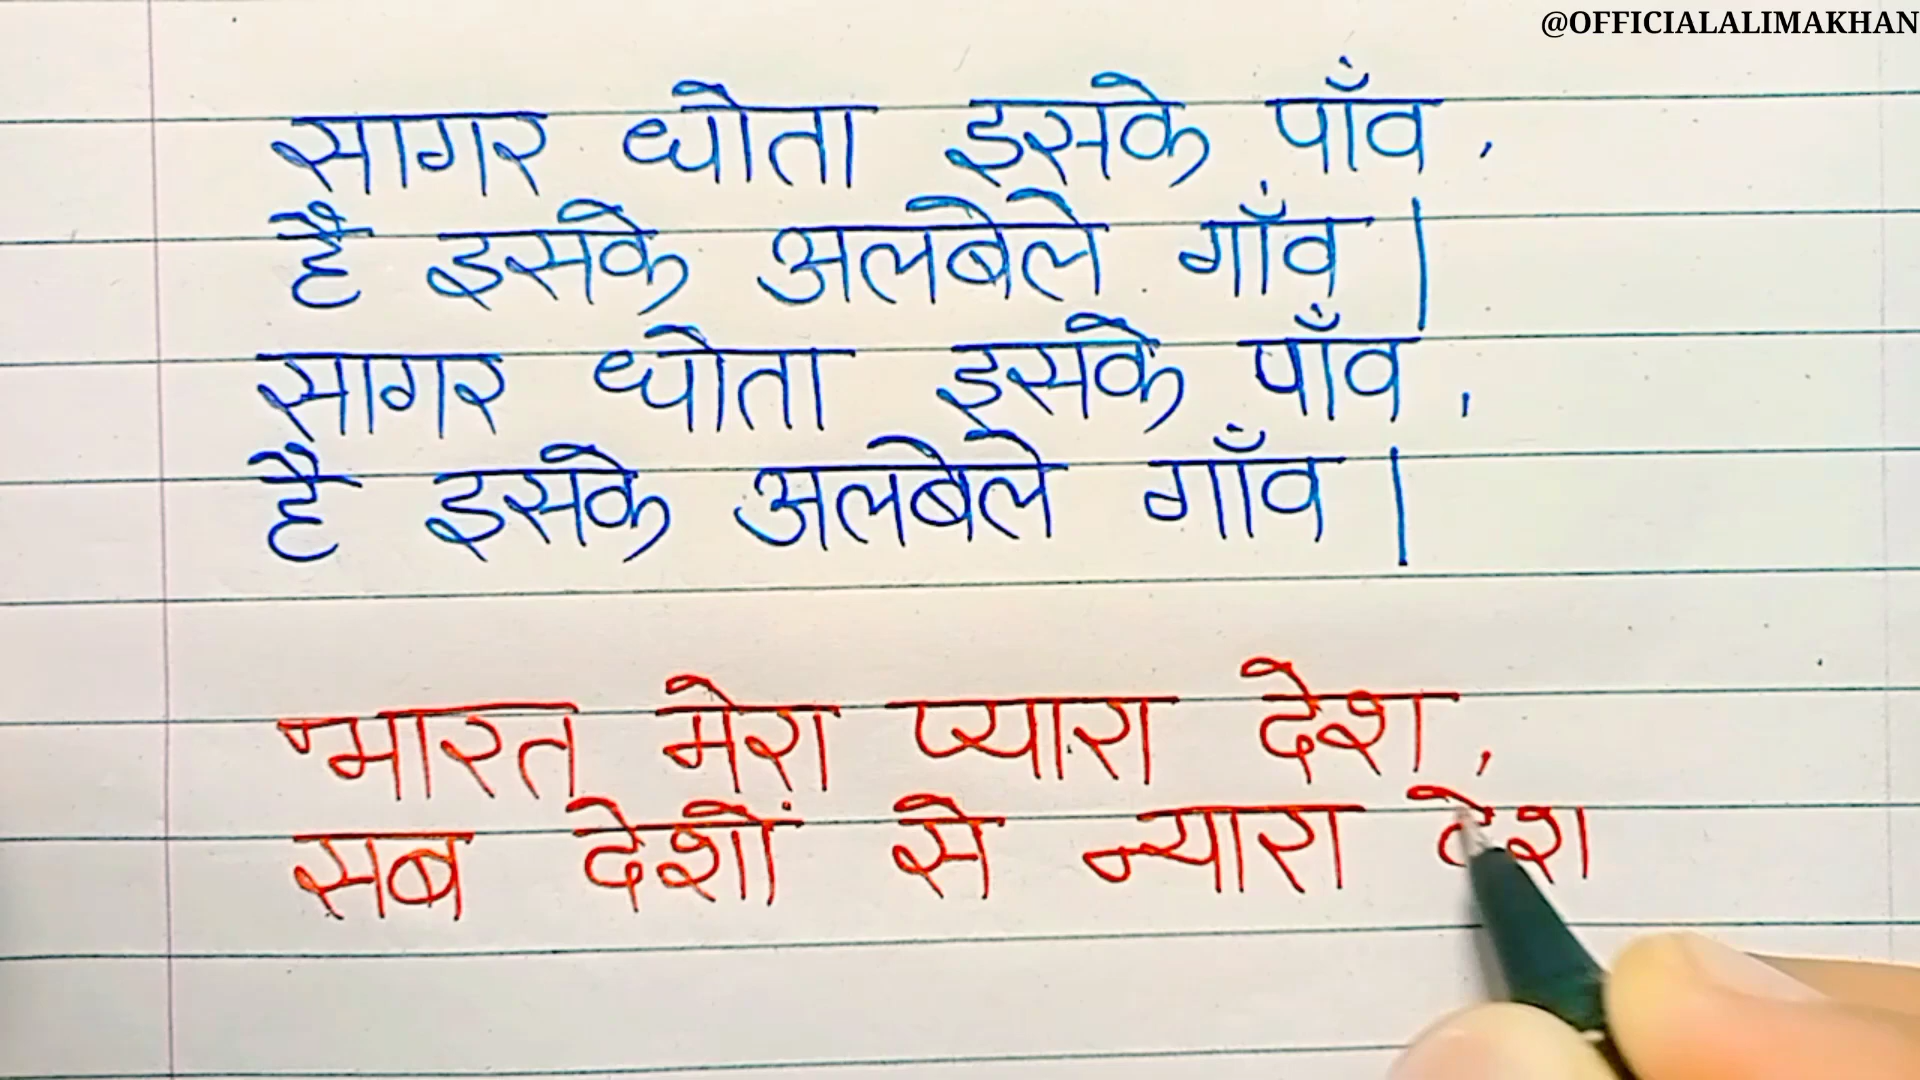 @OFFICIALALIMAKHAN
सागर धोता इसके पाँव,
है इसके अलबेले गाँव।
सागर धोता इसके पाँव,
है इसके अलबेले गाँव।
भारत मेरा प्यारा देश,
सब देशों से न्यारा देश